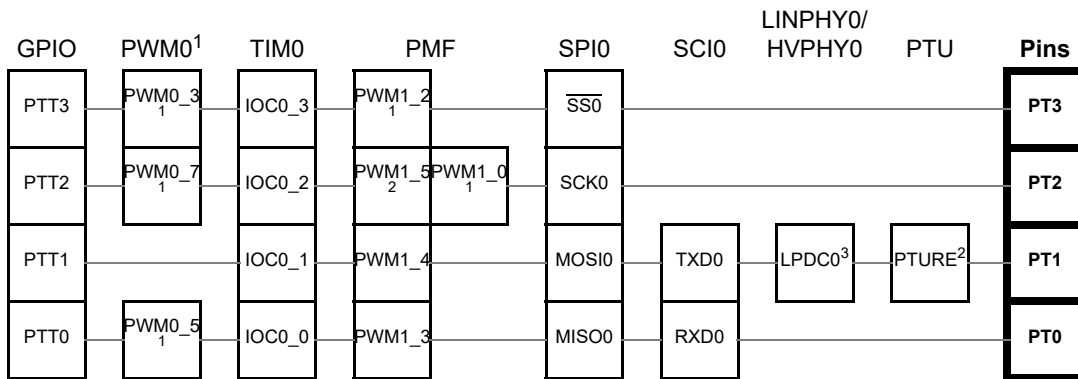 LINPHY0/
GPIO PWM0¹ TIM0 PMF SPI0 SCI0 HVPHY0 PTU Pins
PTT3 PWM0_3 1 IOC0_3 PWM1_2 1 SS0 PT3
PTT2 PWM0_7 1 IOC0_2 PWM1_5 2 PWM1_0 1 SCK0 PT2
PTT1 IOC0_1 PWM1_4 MOSI0 TXD0 LPDC0³ PTURE² PT1
PTT0 PWM0_5 1 IOC0_0 PWM1_3 MISO0 RXD0 PT0